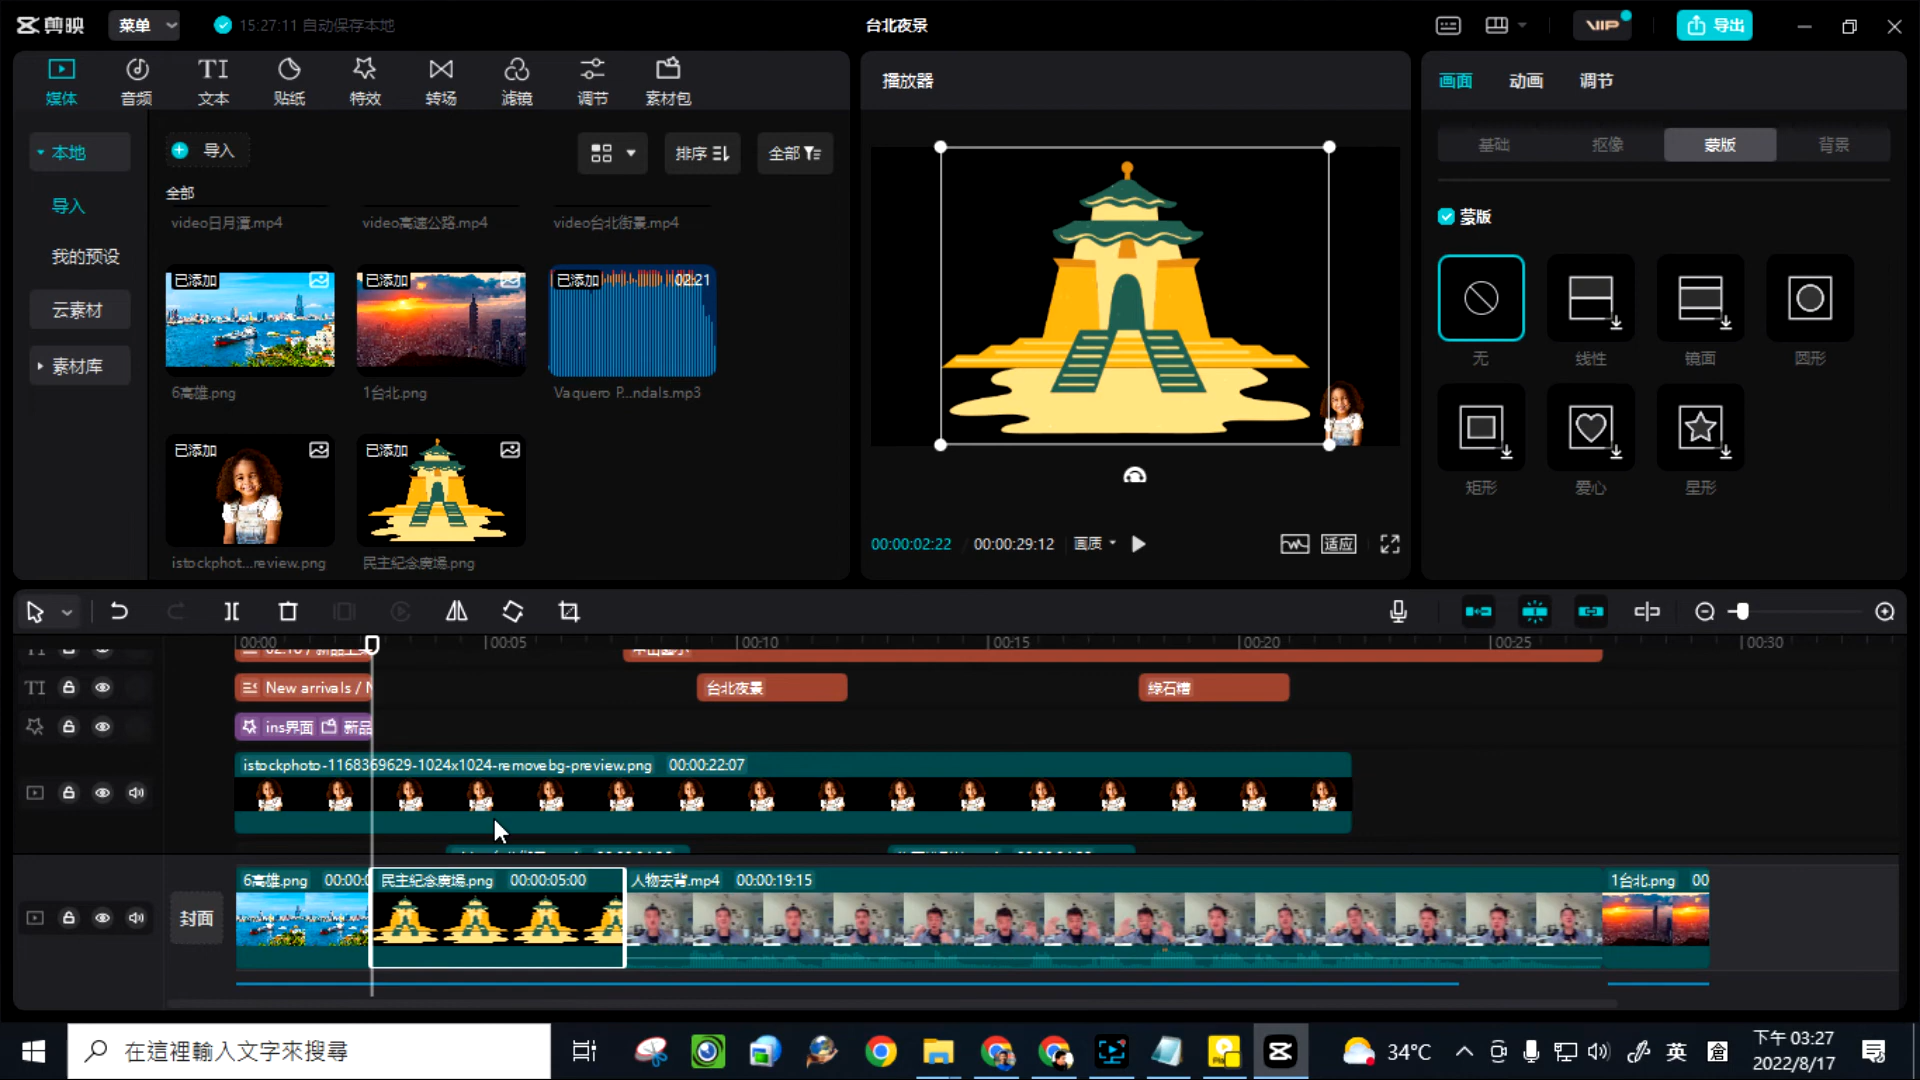 剪映
菜单
15:27:11 自动保存本地
台北夜景
VIP
导出
媒体
音频
TI
文本
贴纸
特效
转场
滤镜
调节
素材包
播放器
画面
动画
调节
本地
导入
排序
全部
基础
抠像
蒙版
背景
导入
全部
video日月潭.mp4
video高速公路.mp4
video台北街景.mp4
蒙版
我的预设
云素材
素材库
已添加
已添加
已添加
02:21
6高雄.png
1台北.png
Vaquero P...ndals.mp3
无
线性
镜面
圆形
已添加
已添加
矩形
爱心
星形
istockphot...review.png
民主紀念廣場.png
00:00:02:22
/
00:00:29:12
画质
适应
00:00
00:05
00:10
00:15
00:20
00:25
00:30
TI
New arrivals / N
台北夜景
綠石槽
ins界面
新品
istockphoto-1168369629-1024x1024-removebg-preview.png 00:00:22:07
封面
6高雄.png 00:00:0
民主紀念廣場.png 00:00:05:00
人物去背.mp4 00:00:19:15
1台北.png 00
在這裡輸入文字來搜尋
34°C
英
倉
下午 03:27
2022/8/17